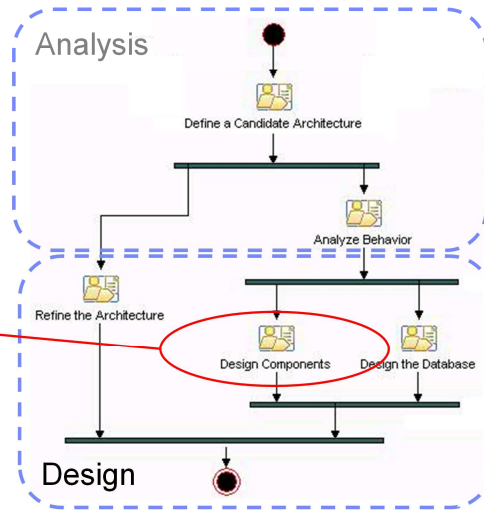 Analysis
Define a Candidate Architecture
Analyze Behavior
Refine the Architecture
Design Components
Design the Database
Design